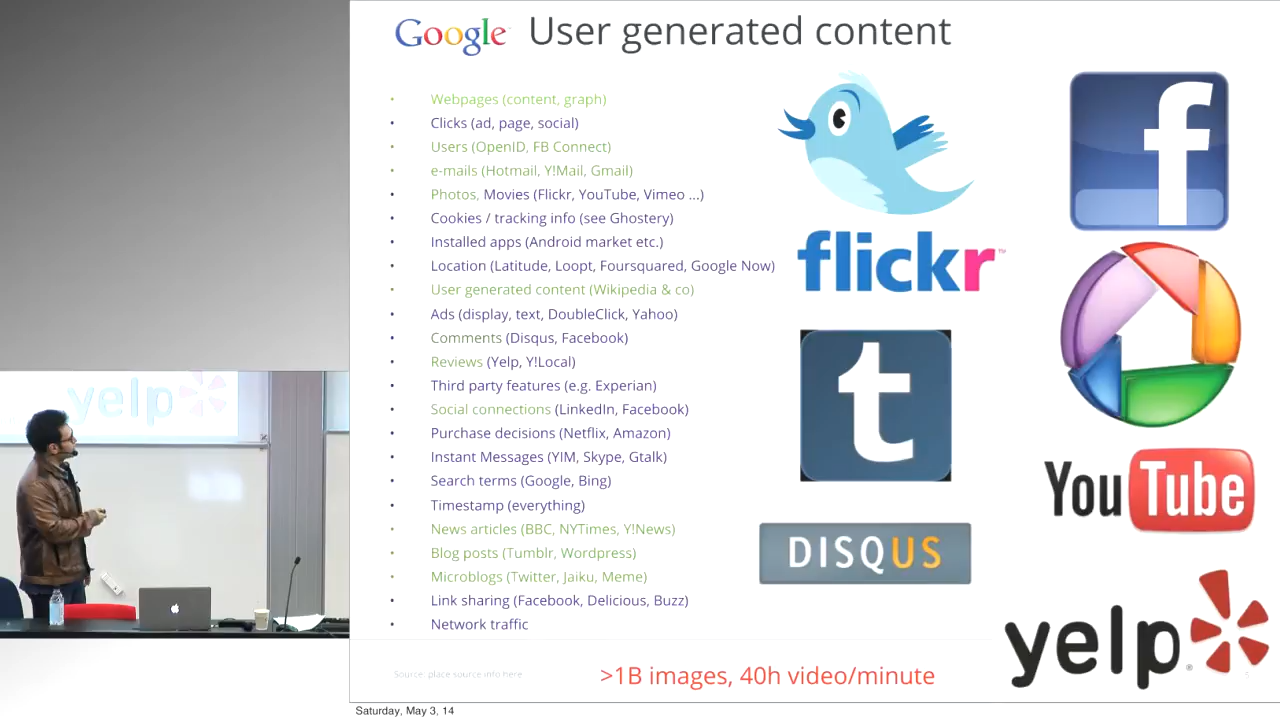 Google User generated content
• Webpages (content, graph)
• Clicks (ad, page, social)
• Users (OpenID, FB Connect)
• e-mails (Hotmail, Y!Mail, Gmail)
• Photos, Movies (Flickr, YouTube, Vimeo ...)
• Cookies / tracking info (see Ghostery)
• Installed apps (Android market etc.)
• Location (Latitude, Loopt, Foursquared, Google Now)
• User generated content (Wikipedia & co)
• Ads (display, text, DoubleClick, Yahoo)
• Comments (Disqus, Facebook)
• Reviews (Yelp, Y!Local)
• Third party features (e.g. Experian)
• Social connections (LinkedIn, Facebook)
• Purchase decisions (Netflix, Amazon)
• Instant Messages (YIM, Skype, Gtalk)
• Search terms (Google, Bing)
• Timestamp (everything)
• News articles (BBC, NYTimes, Y!News)
• Blog posts (Tumblr, Wordpress)
• Microblogs (Twitter, Jaiku, Meme)
• Link sharing (Facebook, Delicious, Buzz)
• Network traffic
f
flickr™
t
YouTube
DISQUS
yelp®
yelp
Source: place source info here
>1B images, 40h video/minute
5
Saturday, May 3, 14